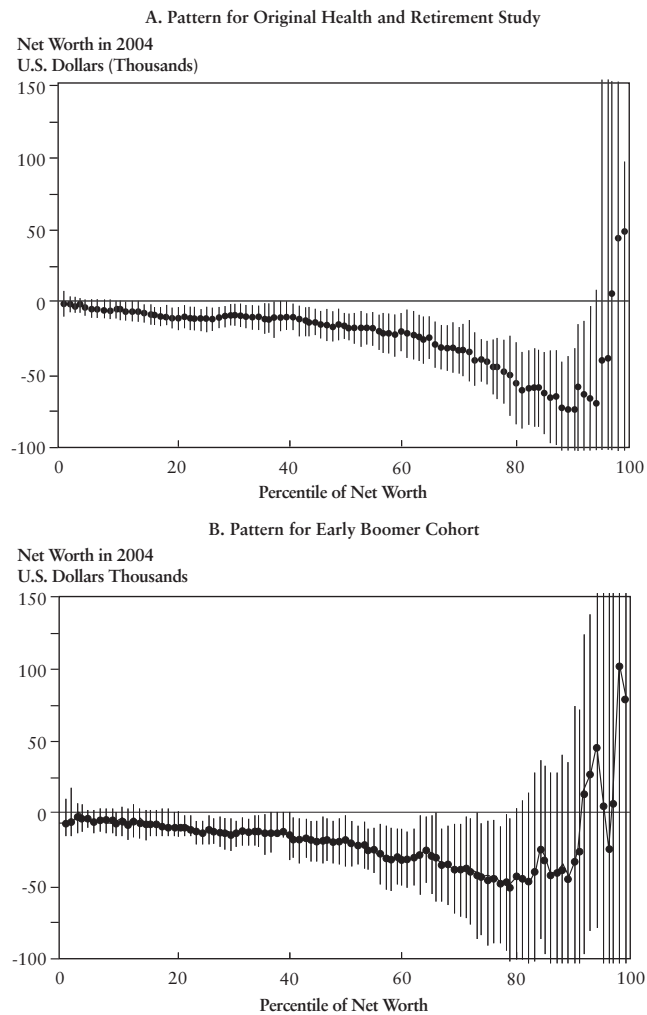 A. Pattern for Original Health and Retirement Study
Net Worth in 2004
U.S. Dollars (Thousands)
150
100
50
0
-50
-100
0 20 40 60 80 100
Percentile of Net Worth
B. Pattern for Early Boomer Cohort
Net Worth in 2004
U.S. Dollars Thousands
150
100
50
0
-50
-100
0 20 40 60 80 100
Percentile of Net Worth